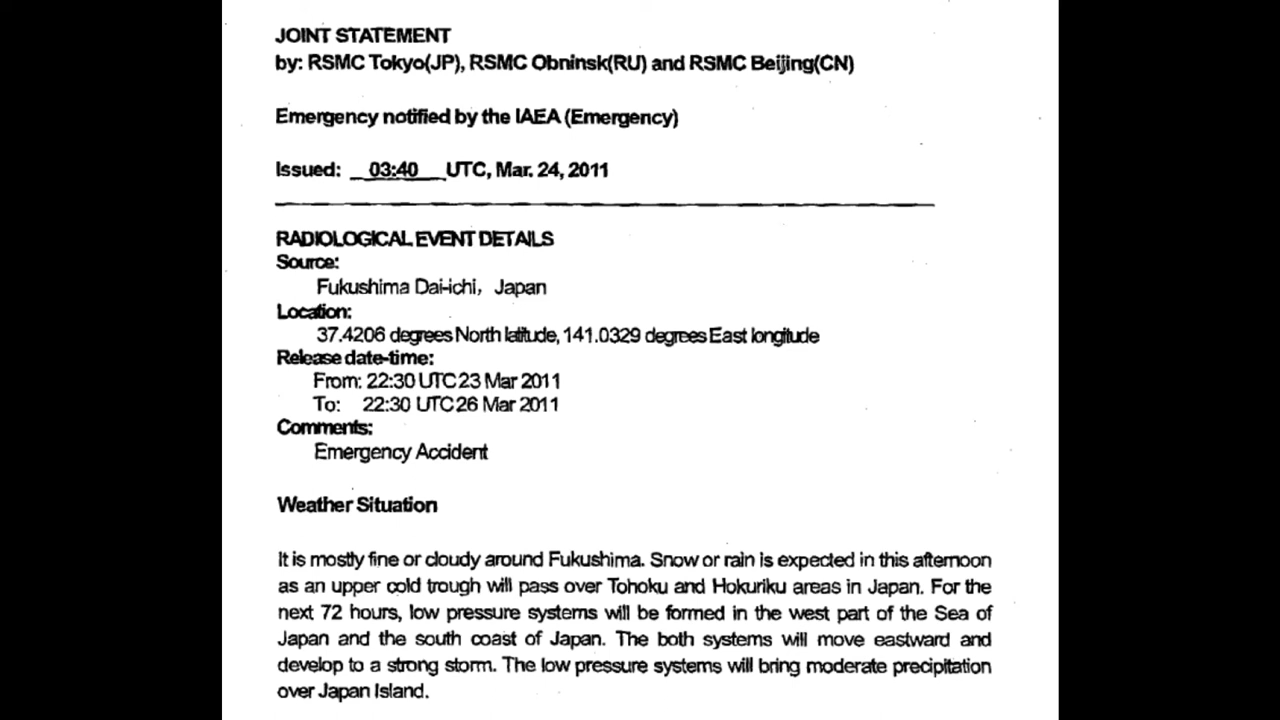 JOINT STATEMENT
by: RSMC Tokyo(JP), RSMC Obninsk(RU) and RSMC Beijing(CN)
Emergency notified by the IAEA (Emergency)
Issued: 03:40 UTC, Mar. 24, 2011
RADIOLOGICAL EVENT DETAILS
Source:
Fukushima Dai-ichi, Japan
Location:
37.4206 degrees North latitude, 141.0329 degrees East longitude
Release date-time:
From: 22:30 UTC 23 Mar 2011
To: 22:30 UTC 26 Mar 2011
Comments:
Emergency Accident
Weather Situation
It is mostly fine or cloudy around Fukushima. Snow or rain is expected in this afternoon
as an upper cold trough will pass over Tohoku and Hokuriku areas in Japan. For the
next 72 hours, low pressure systems will be formed in the west part of the Sea of
Japan and the south coast of Japan. The both systems will move eastward and
develop to a strong storm. The low pressure systems will bring moderate precipitation
over Japan Island.